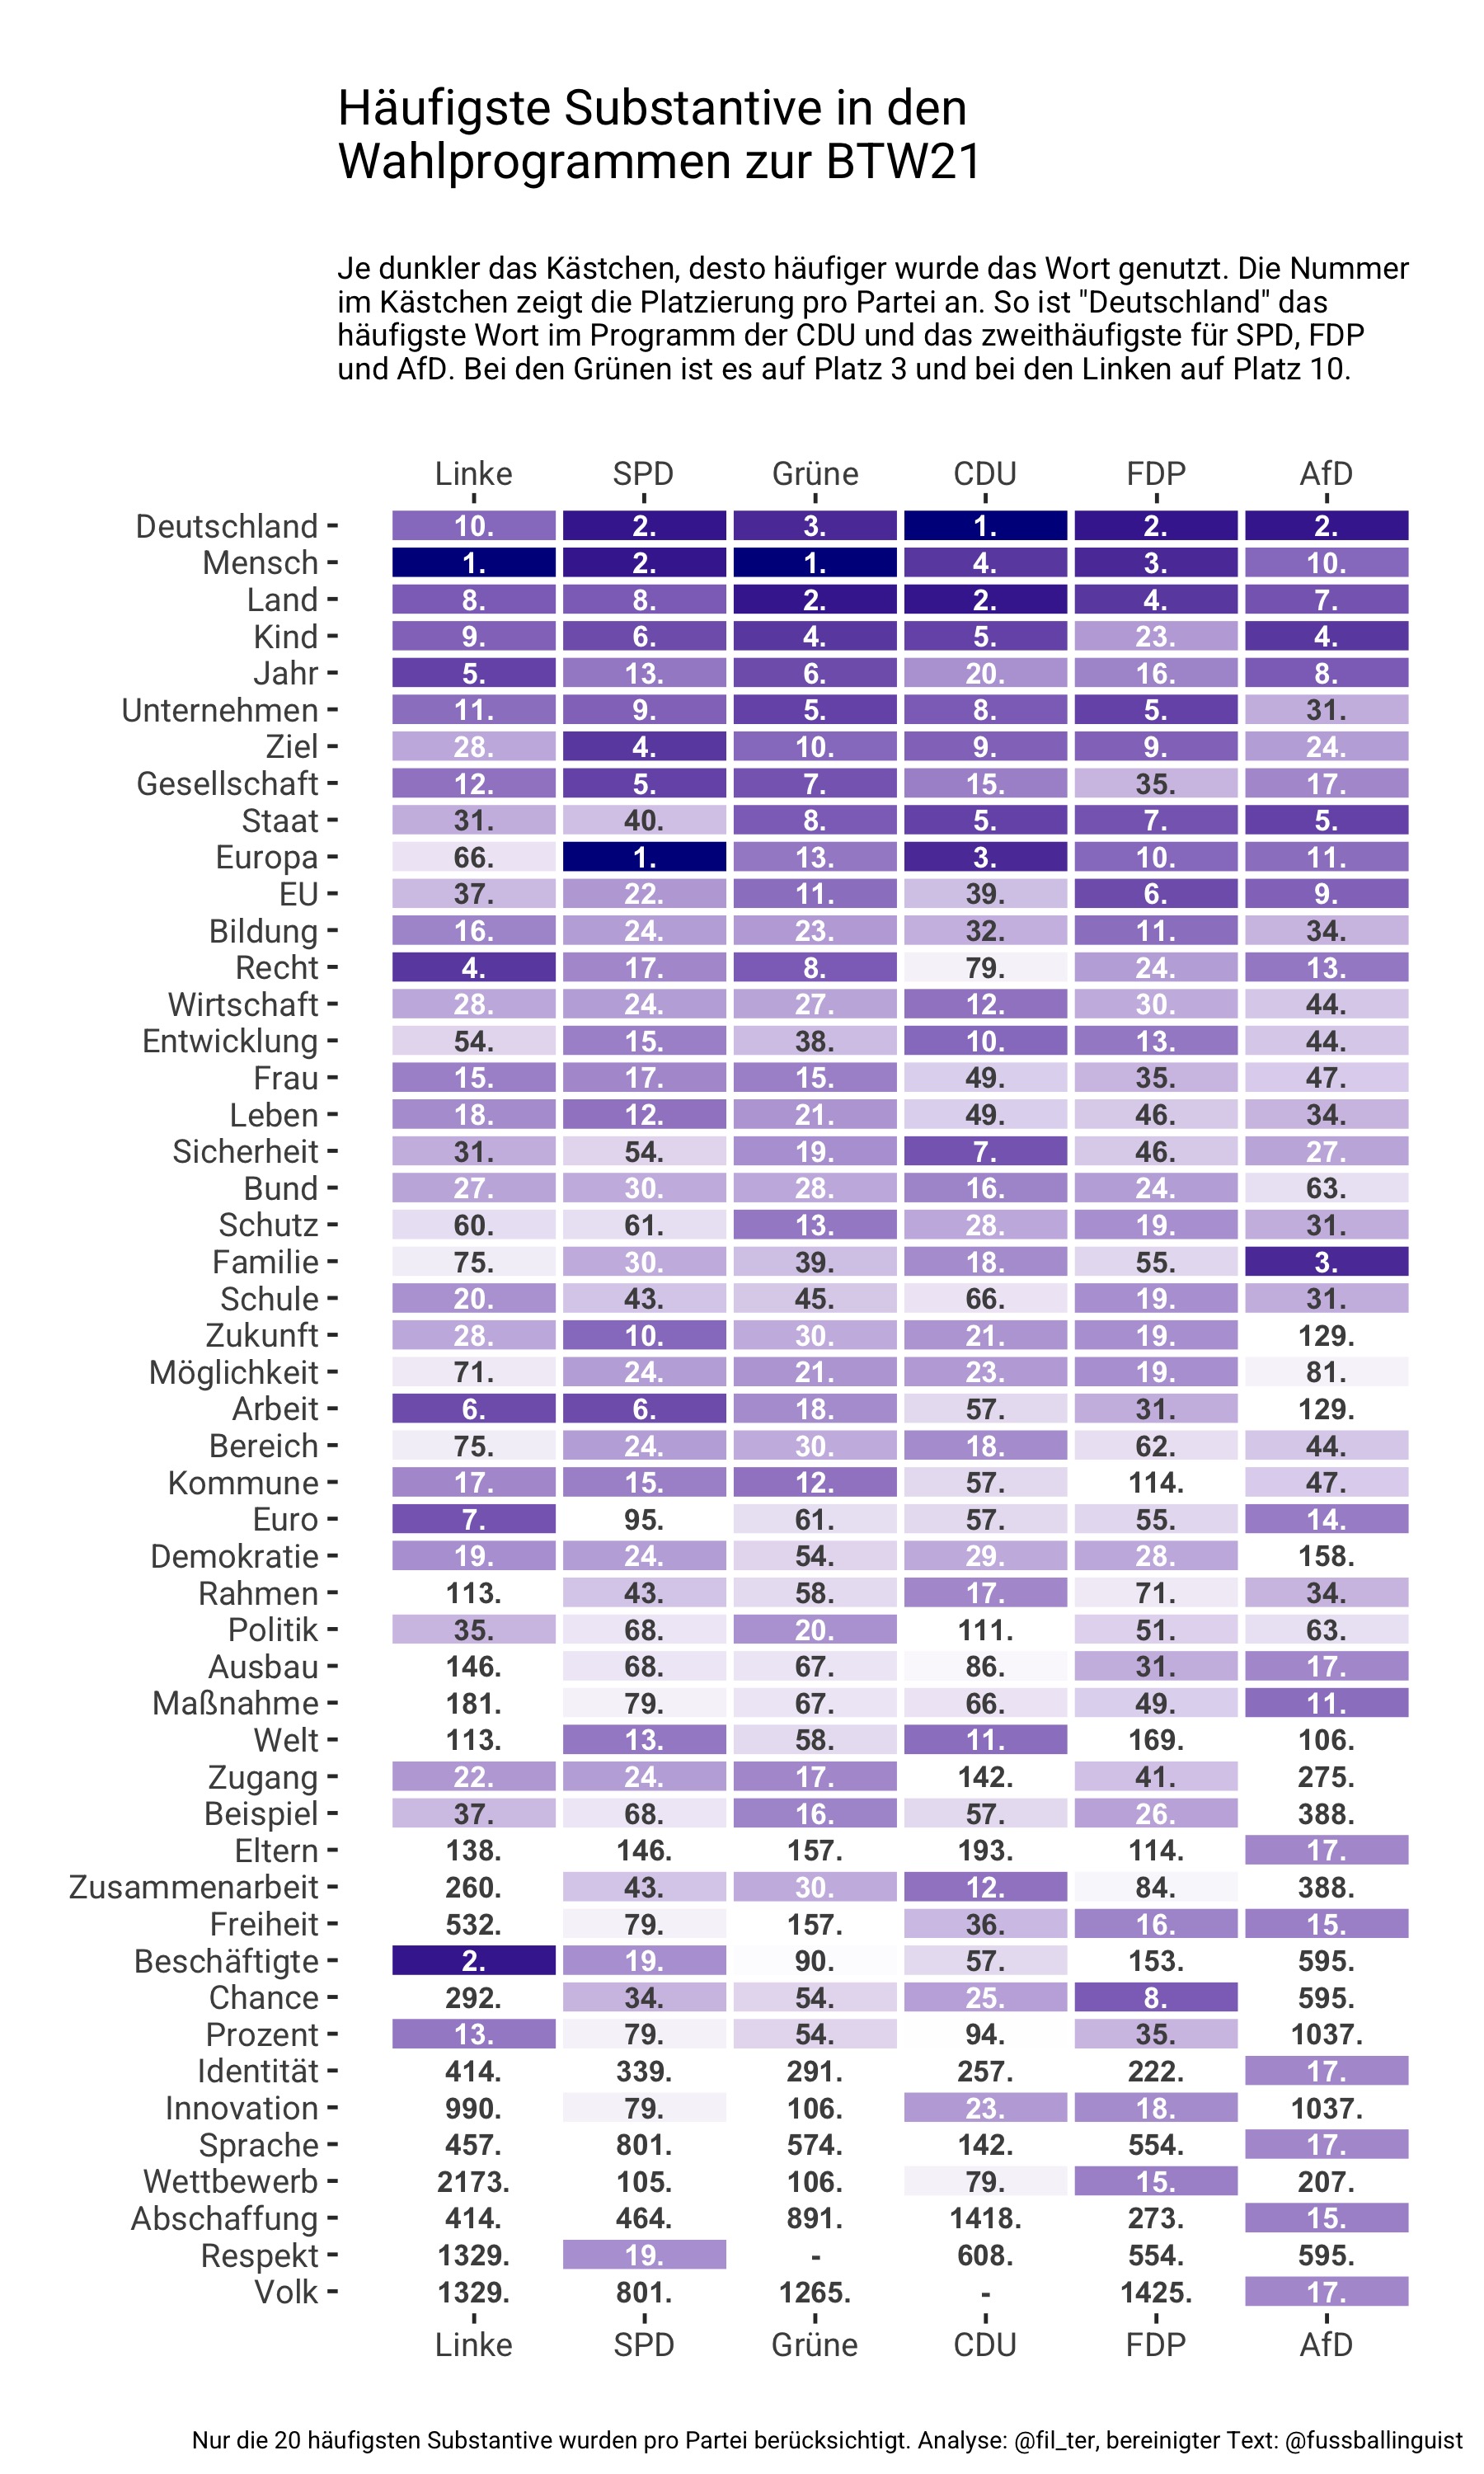 Häufigste Substantive in den
Wahlprogrammen zur BTW21
Je dunkler das Kästchen, desto häufiger wurde das Wort genutzt. Die Nummer
im Kästchen zeigt die Platzierung pro Partei an. So ist "Deutschland" das
häufigste Wort im Programm der CDU und das zweithäufigste für SPD, FDP
und AfD. Bei den Grünen ist es auf Platz 3 und bei den Linken auf Platz 10.
Linke SPD Grüne CDU FDP AfD
Deutschland 10. 2. 3. 1. 2. 2.
Mensch 1. 2. 1. 4. 3. 10.
Land 8. 8. 2. 2. 4. 7.
Kind 9. 6. 4. 5. 23. 4.
Jahr 5. 13. 6. 20. 16. 8.
Unternehmen 11. 9. 5. 8. 5. 31.
Ziel 28. 4. 10. 9. 9. 24.
Gesellschaft 12. 5. 7. 15. 35. 17.
Staat 31. 40. 8. 5. 7. 5.
Europa 66. 1. 13. 3. 10. 11.
EU 37. 22. 11. 39. 6. 9.
Bildung 16. 24. 23. 32. 11. 34.
Recht 4. 17. 8. 79. 24. 13.
Wirtschaft 28. 24. 27. 12. 30. 44.
Entwicklung 54. 15. 38. 10. 13. 44.
Frau 15. 17. 15. 49. 35. 47.
Leben 18. 12. 21. 49. 46. 34.
Sicherheit 31. 54. 19. 7. 46. 27.
Bund 27. 30. 28. 16. 24. 63.
Schutz 60. 61. 13. 28. 19. 31.
Familie 75. 30. 39. 18. 55. 3.
Schule 20. 43. 45. 66. 19. 31.
Zukunft 28. 10. 30. 21. 19. 129.
Möglichkeit 71. 24. 21. 23. 19. 81.
Arbeit 6. 6. 18. 57. 31. 129.
Bereich 75. 24. 30. 18. 62. 44.
Kommune 17. 15. 12. 57. 114. 47.
Euro 7. 95. 61. 57. 55. 14.
Demokratie 19. 24. 54. 29. 28. 158.
Rahmen 113. 43. 58. 17. 71. 34.
Politik 35. 68. 20. 111. 51. 63.
Ausbau 146. 68. 67. 86. 31. 17.
Maßnahme 181. 79. 67. 66. 49. 11.
Welt 113. 13. 58. 11. 169. 106.
Zugang 22. 24. 17. 142. 41. 275.
Beispiel 37. 68. 16. 57. 26. 388.
Eltern 138. 146. 157. 193. 114. 17.
Zusammenarbeit 260. 43. 30. 12. 84. 388.
Freiheit 532. 79. 157. 36. 16. 15.
Beschäftigte 2. 19. 90. 57. 153. 595.
Chance 292. 34. 54. 25. 8. 595.
Prozent 13. 79. 54. 94. 35. 1037.
Identität 414. 339. 291. 257. 222. 17.
Innovation 990. 79. 106. 23. 18. 1037.
Sprache 457. 801. 574. 142. 554. 17.
Wettbewerb 2173. 105. 106. 79. 15. 207.
Abschaffung 414. 464. 891. 1418. 273. 15.
Respekt 1329. 19. - 608. 554. 595.
Volk 1329. 801. 1265. - 1425. 17.
Linke SPD Grüne CDU FDP AfD
Nur die 20 häufigsten Substantive wurden pro Partei berücksichtigt. Analyse: @fil_ter, bereinigter Text: @fussballinguist